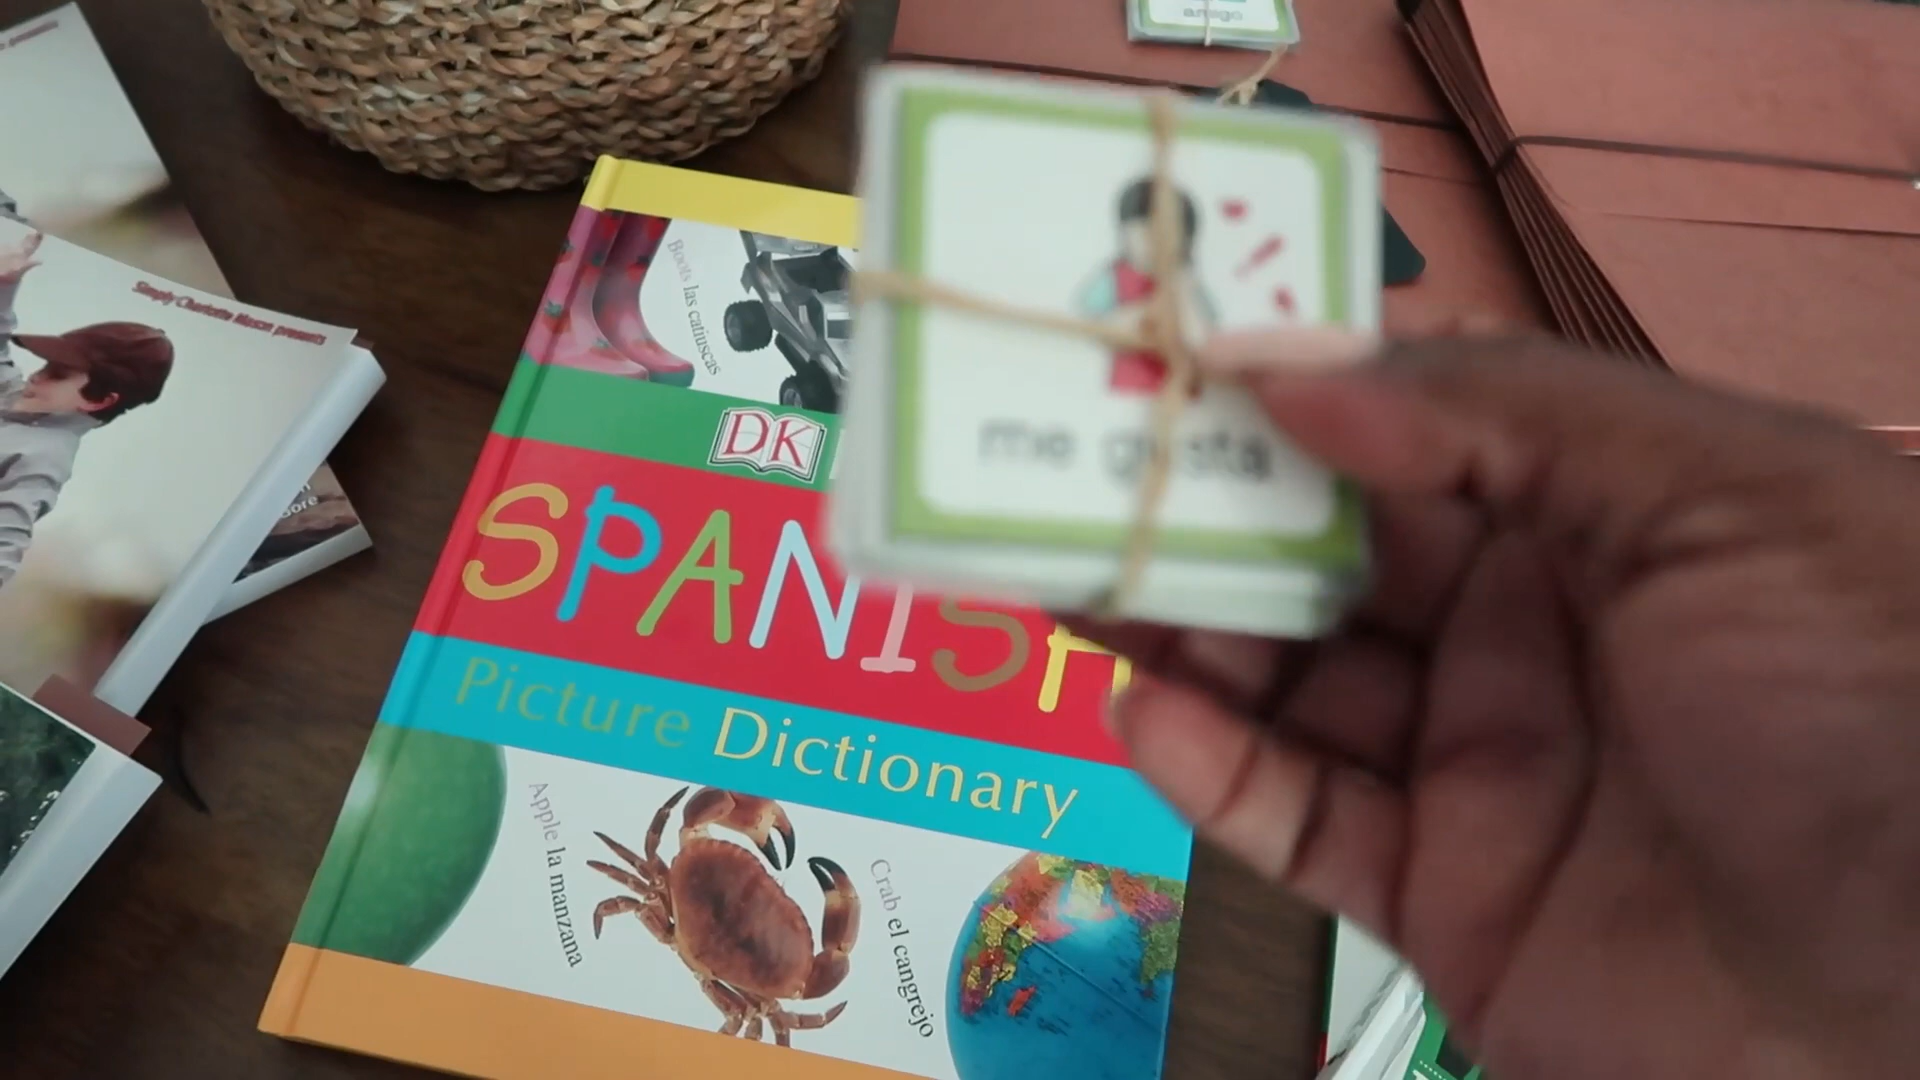 amigo
Simply Charlotte Mason presents
Boots las catiuscas
me gusta
DK
SPANISH
Picture Dictionary
Apple la manzana
Crab el cangrejo